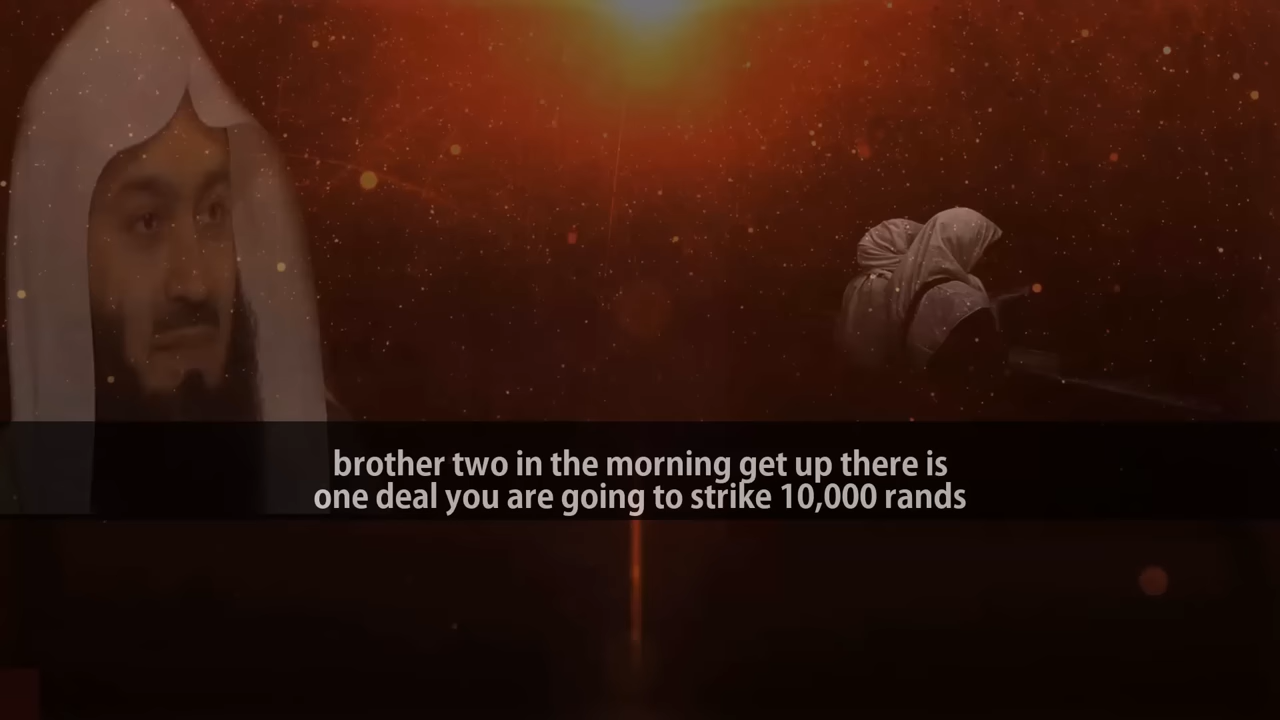 brother two in the morning get up there is
one deal you are going to strike 10,000 rands